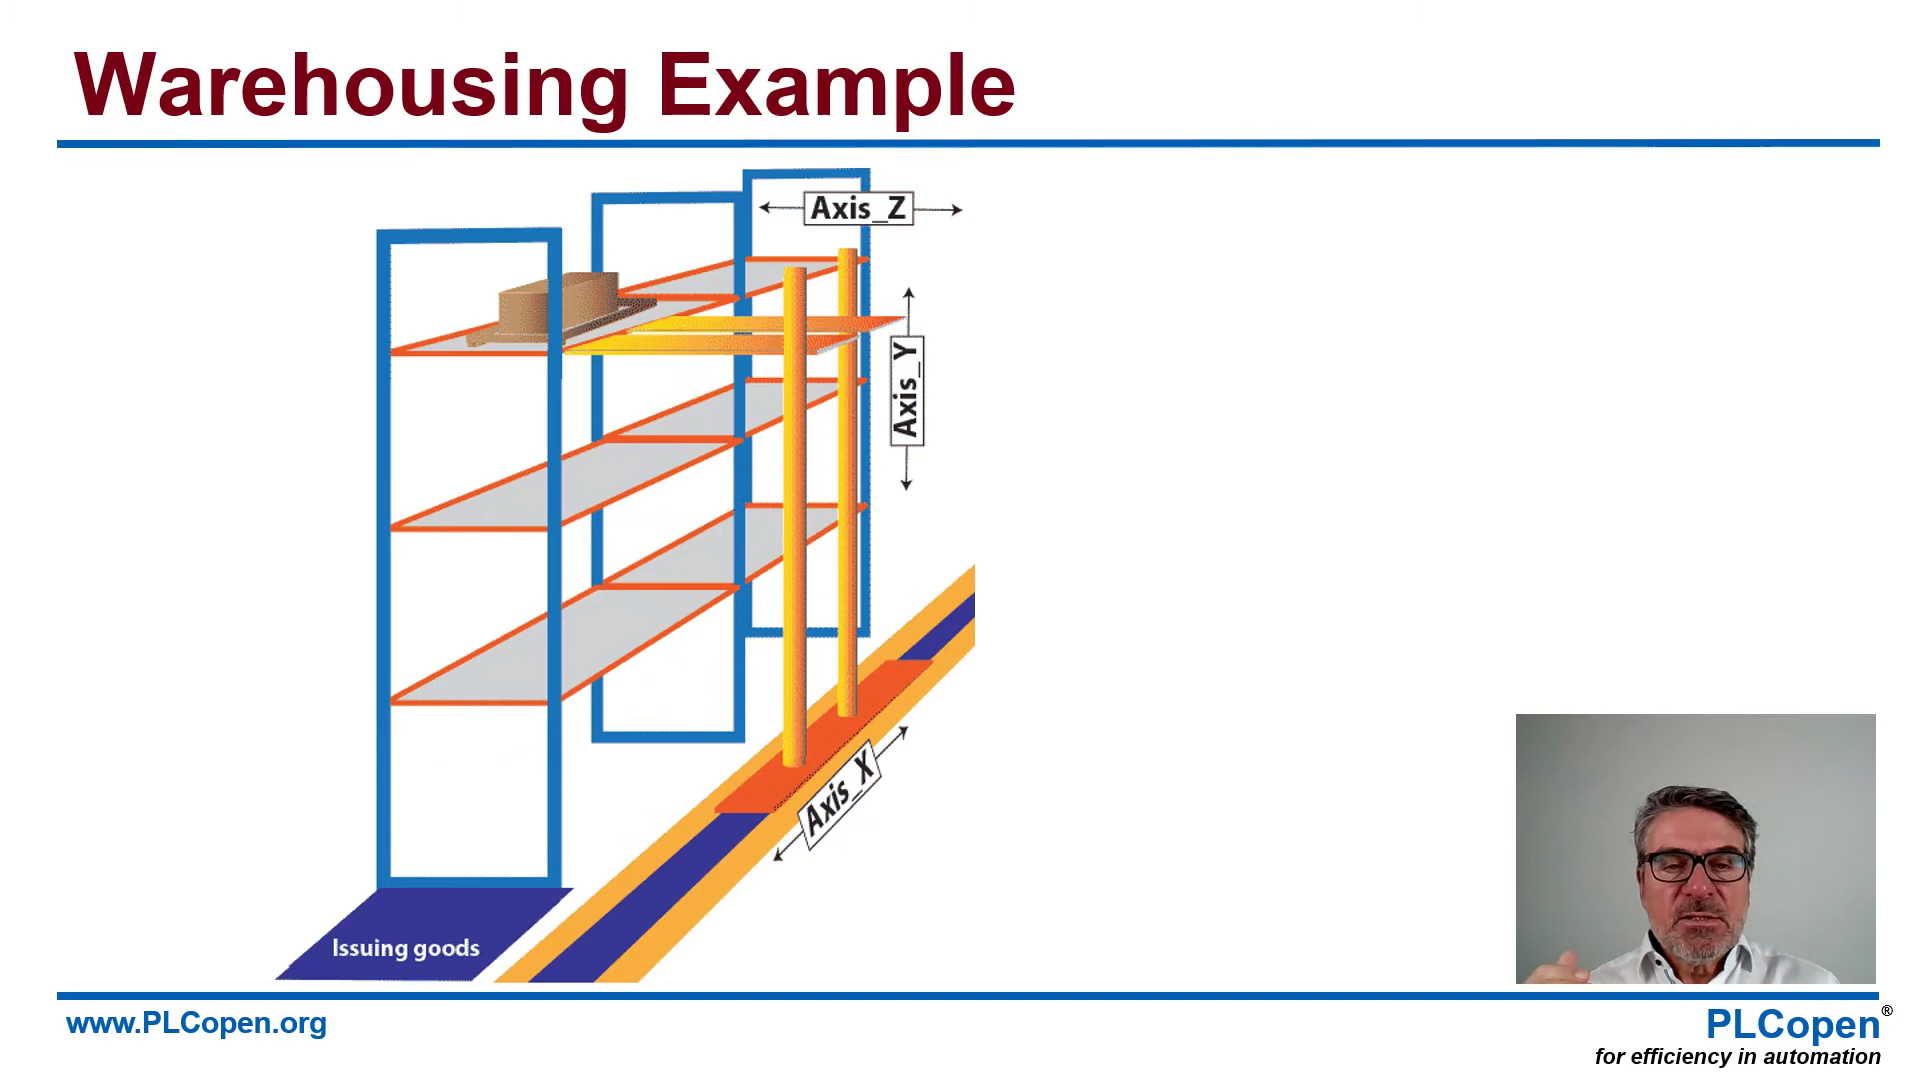 Warehousing Example
Axis_Z
Axis_Y
Axis_X
Issuing goods
www.PLCopen.org
PLCopen®
for efficiency in automation